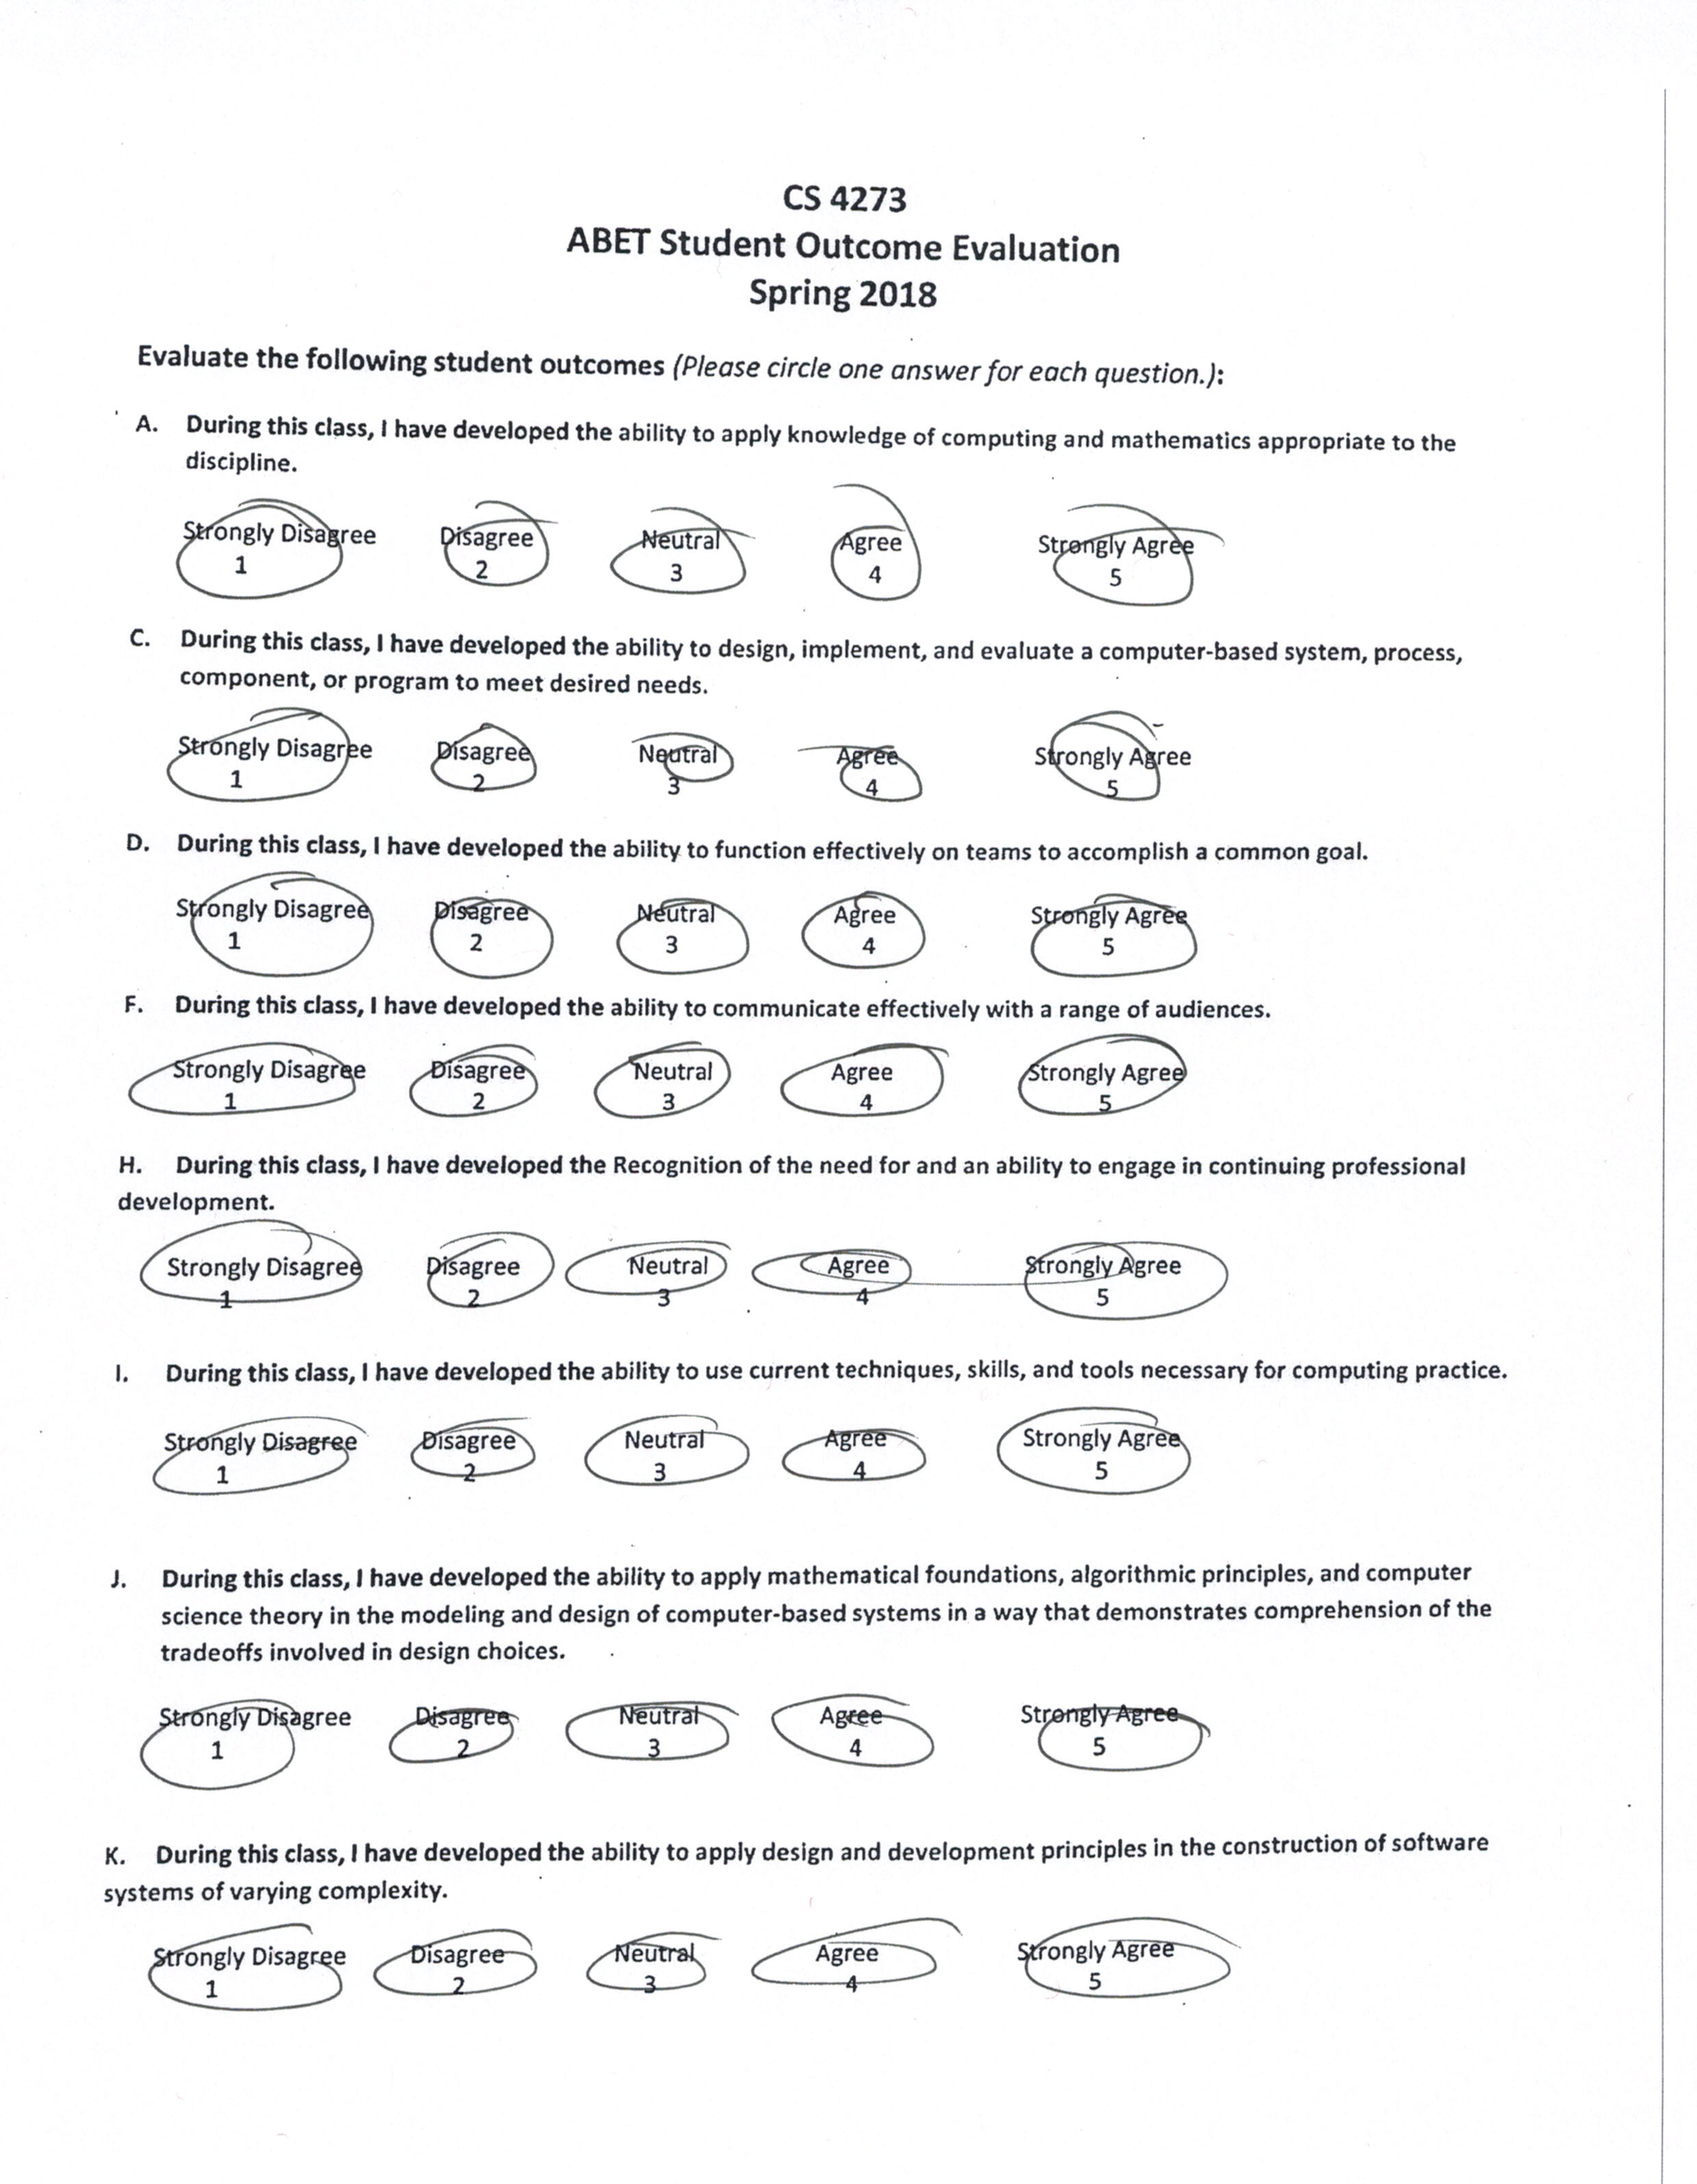 CS 4273
ABET Student Outcome Evaluation
Spring 2018
Evaluate the following student outcomes (Please circle one answer for each question.):
A. During this class, I have developed the ability to apply knowledge of computing and mathematics appropriate to the
discipline.
Strongly Disagree Disagree Neutral Agree Strongly Agree
1 2 3 4 5
C. During this class, I have developed the ability to design, implement, and evaluate a computer-based system, process,
component, or program to meet desired needs.
Strongly Disagree Disagree Neutral Agree Strongly Agree
1 2 3 4 5
D. During this class, I have developed the ability to function effectively on teams to accomplish a common goal.
Strongly Disagree Disagree Neutral Agree Strongly Agree
1 2 3 4 5
F. During this class, I have developed the ability to communicate effectively with a range of audiences.
Strongly Disagree Disagree Neutral Agree Strongly Agree
1 2 3 4 5
H. During this class, I have developed the Recognition of the need for and an ability to engage in continuing professional
development.
Strongly Disagree Disagree Neutral Agree Strongly Agree
1 2 3 4 5
I. During this class, I have developed the ability to use current techniques, skills, and tools necessary for computing practice.
Strongly Disagree Disagree Neutral Agree Strongly Agree
1 2 3 4 5
J. During this class, I have developed the ability to apply mathematical foundations, algorithmic principles, and computer
science theory in the modeling and design of computer-based systems in a way that demonstrates comprehension of the
tradeoffs involved in design choices.
Strongly Disagree Disagree Neutral Agree Strongly Agree
1 2 3 4 5
K. During this class, I have developed the ability to apply design and development principles in the construction of software
systems of varying complexity.
Strongly Disagree Disagree Neutral Agree Strongly Agree
1 2 3 4 5